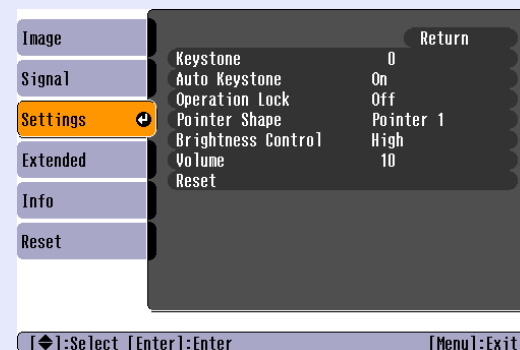 Image
Signal
Settings
Extended
Info
Reset
Return
Keystone 0
Auto Keystone On
Operation Lock Off
Pointer Shape Pointer 1
Brightness Control High
Volume 10
Reset
[◆]:Select [Enter]:Enter [Menu]:Exit